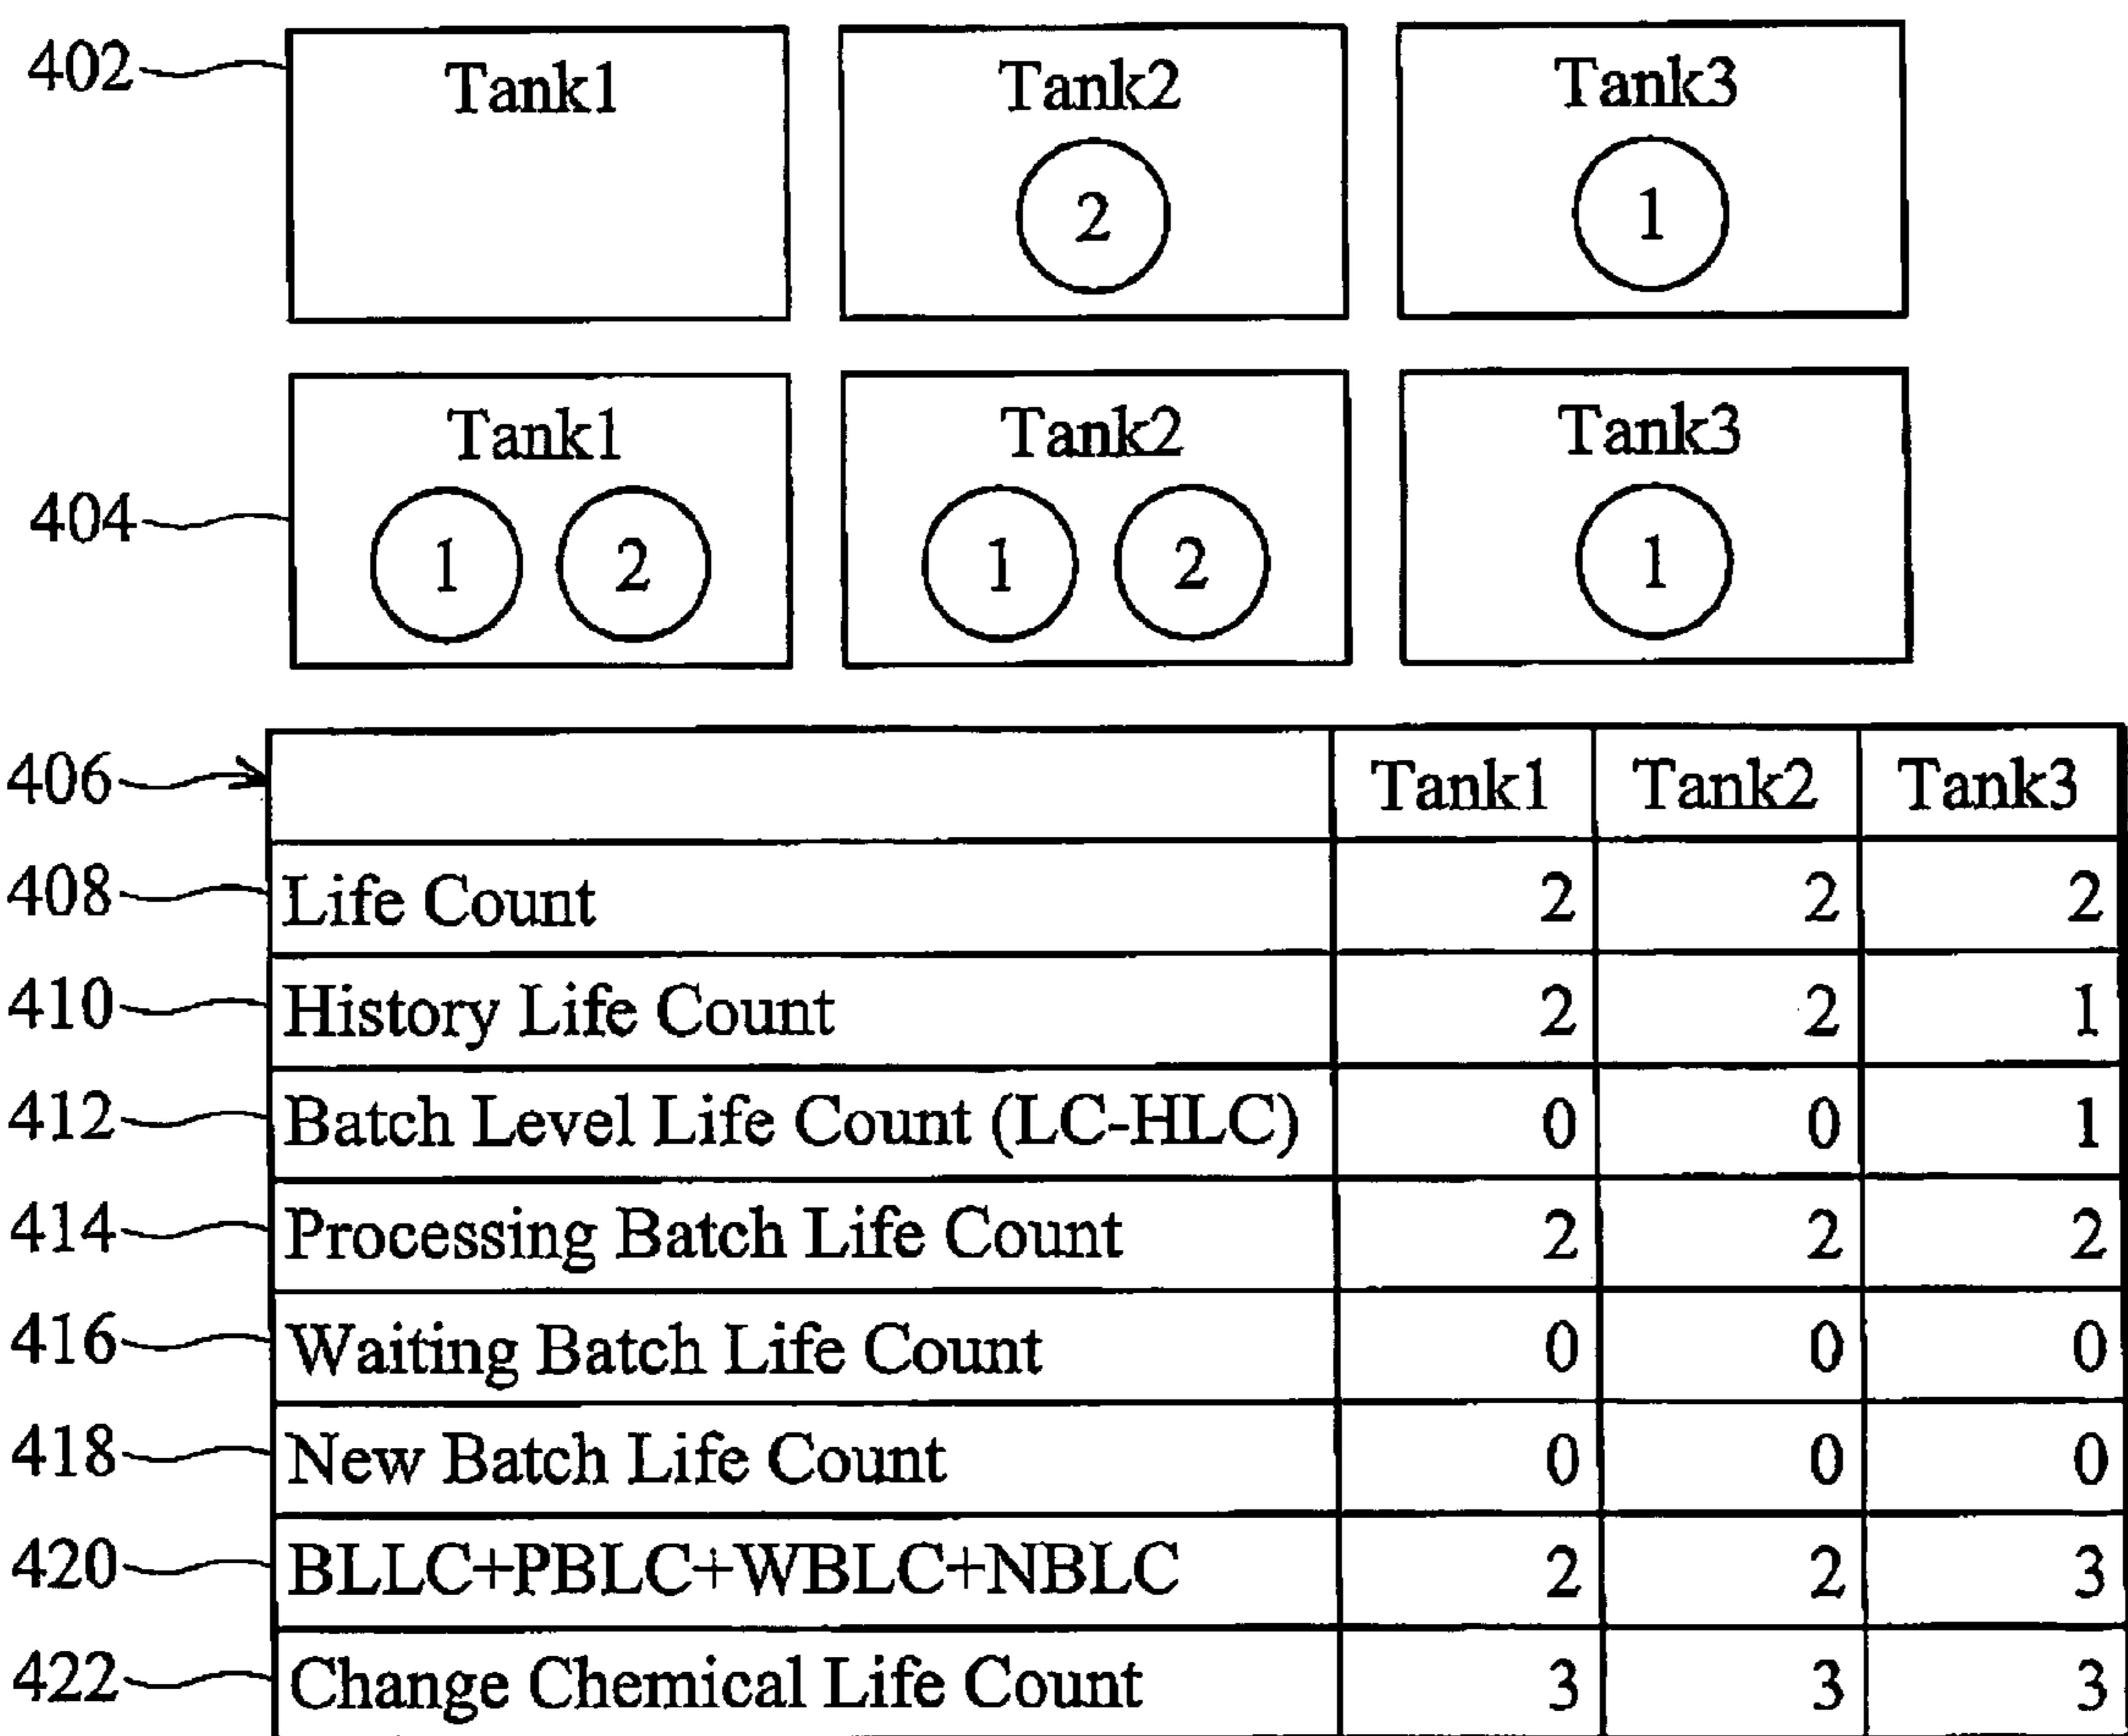 402 Tank1 Tank2 Tank3
2 1
404 Tank1 Tank2 Tank3
1 2 1 2 1
406 Tank1 Tank2 Tank3
408 Life Count 2 2 2
410 History Life Count 2 2 1
412 Batch Level Life Count (LC-HLC) 0 0 1
414 Processing Batch Life Count 2 2 2
416 Waiting Batch Life Count 0 0 0
418 New Batch Life Count 0 0 0
420 BLLC+PBLC+WBLC+NBLC 2 2 3
422 Change Chemical Life Count 3 3 3